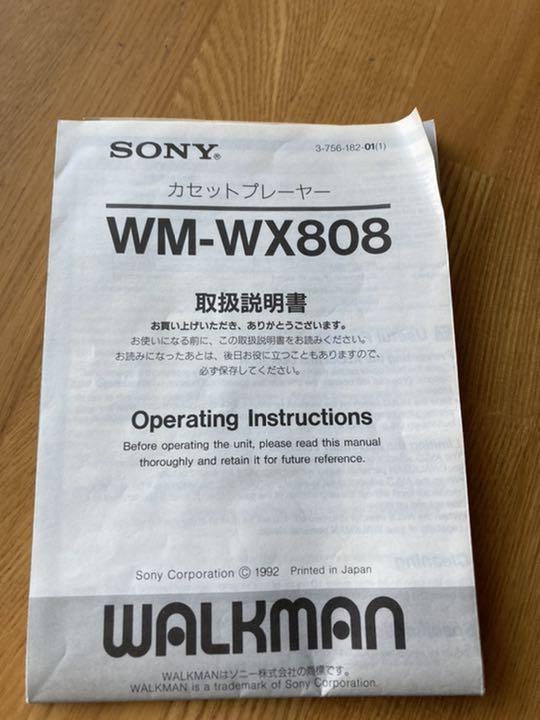 SONY®
3-756-182-01(1)
カセットプレーヤー
WM-WX808
取扱説明書
お買い上げいただき、ありがとうございます。
お使いになる前に、この取扱説明書をお読みください。
お読みになったあとは、後日お役に立つこともありますので、
必ず保存してください。
Operating Instructions
Before operating the unit, please read this manual
thoroughly and retain it for future reference.
Sony Corporation © 1992 Printed in Japan
WALKMAN
WALKMANはソニー株式会社の商標です。
WALKMAN is a trademark of Sony Corporation.